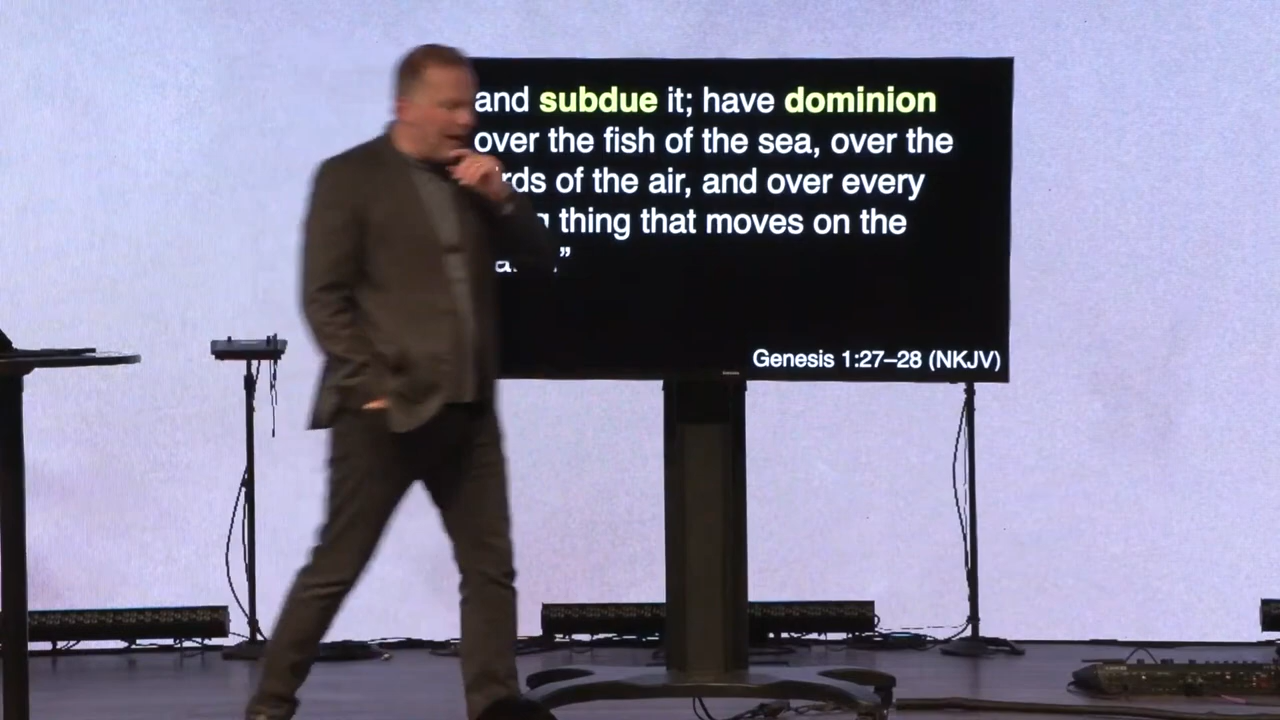 and subdue it; have dominion
over the fish of the sea, over the
rds of the air, and over every
thing that moves on the
Genesis 1:27–28 (NKJV)